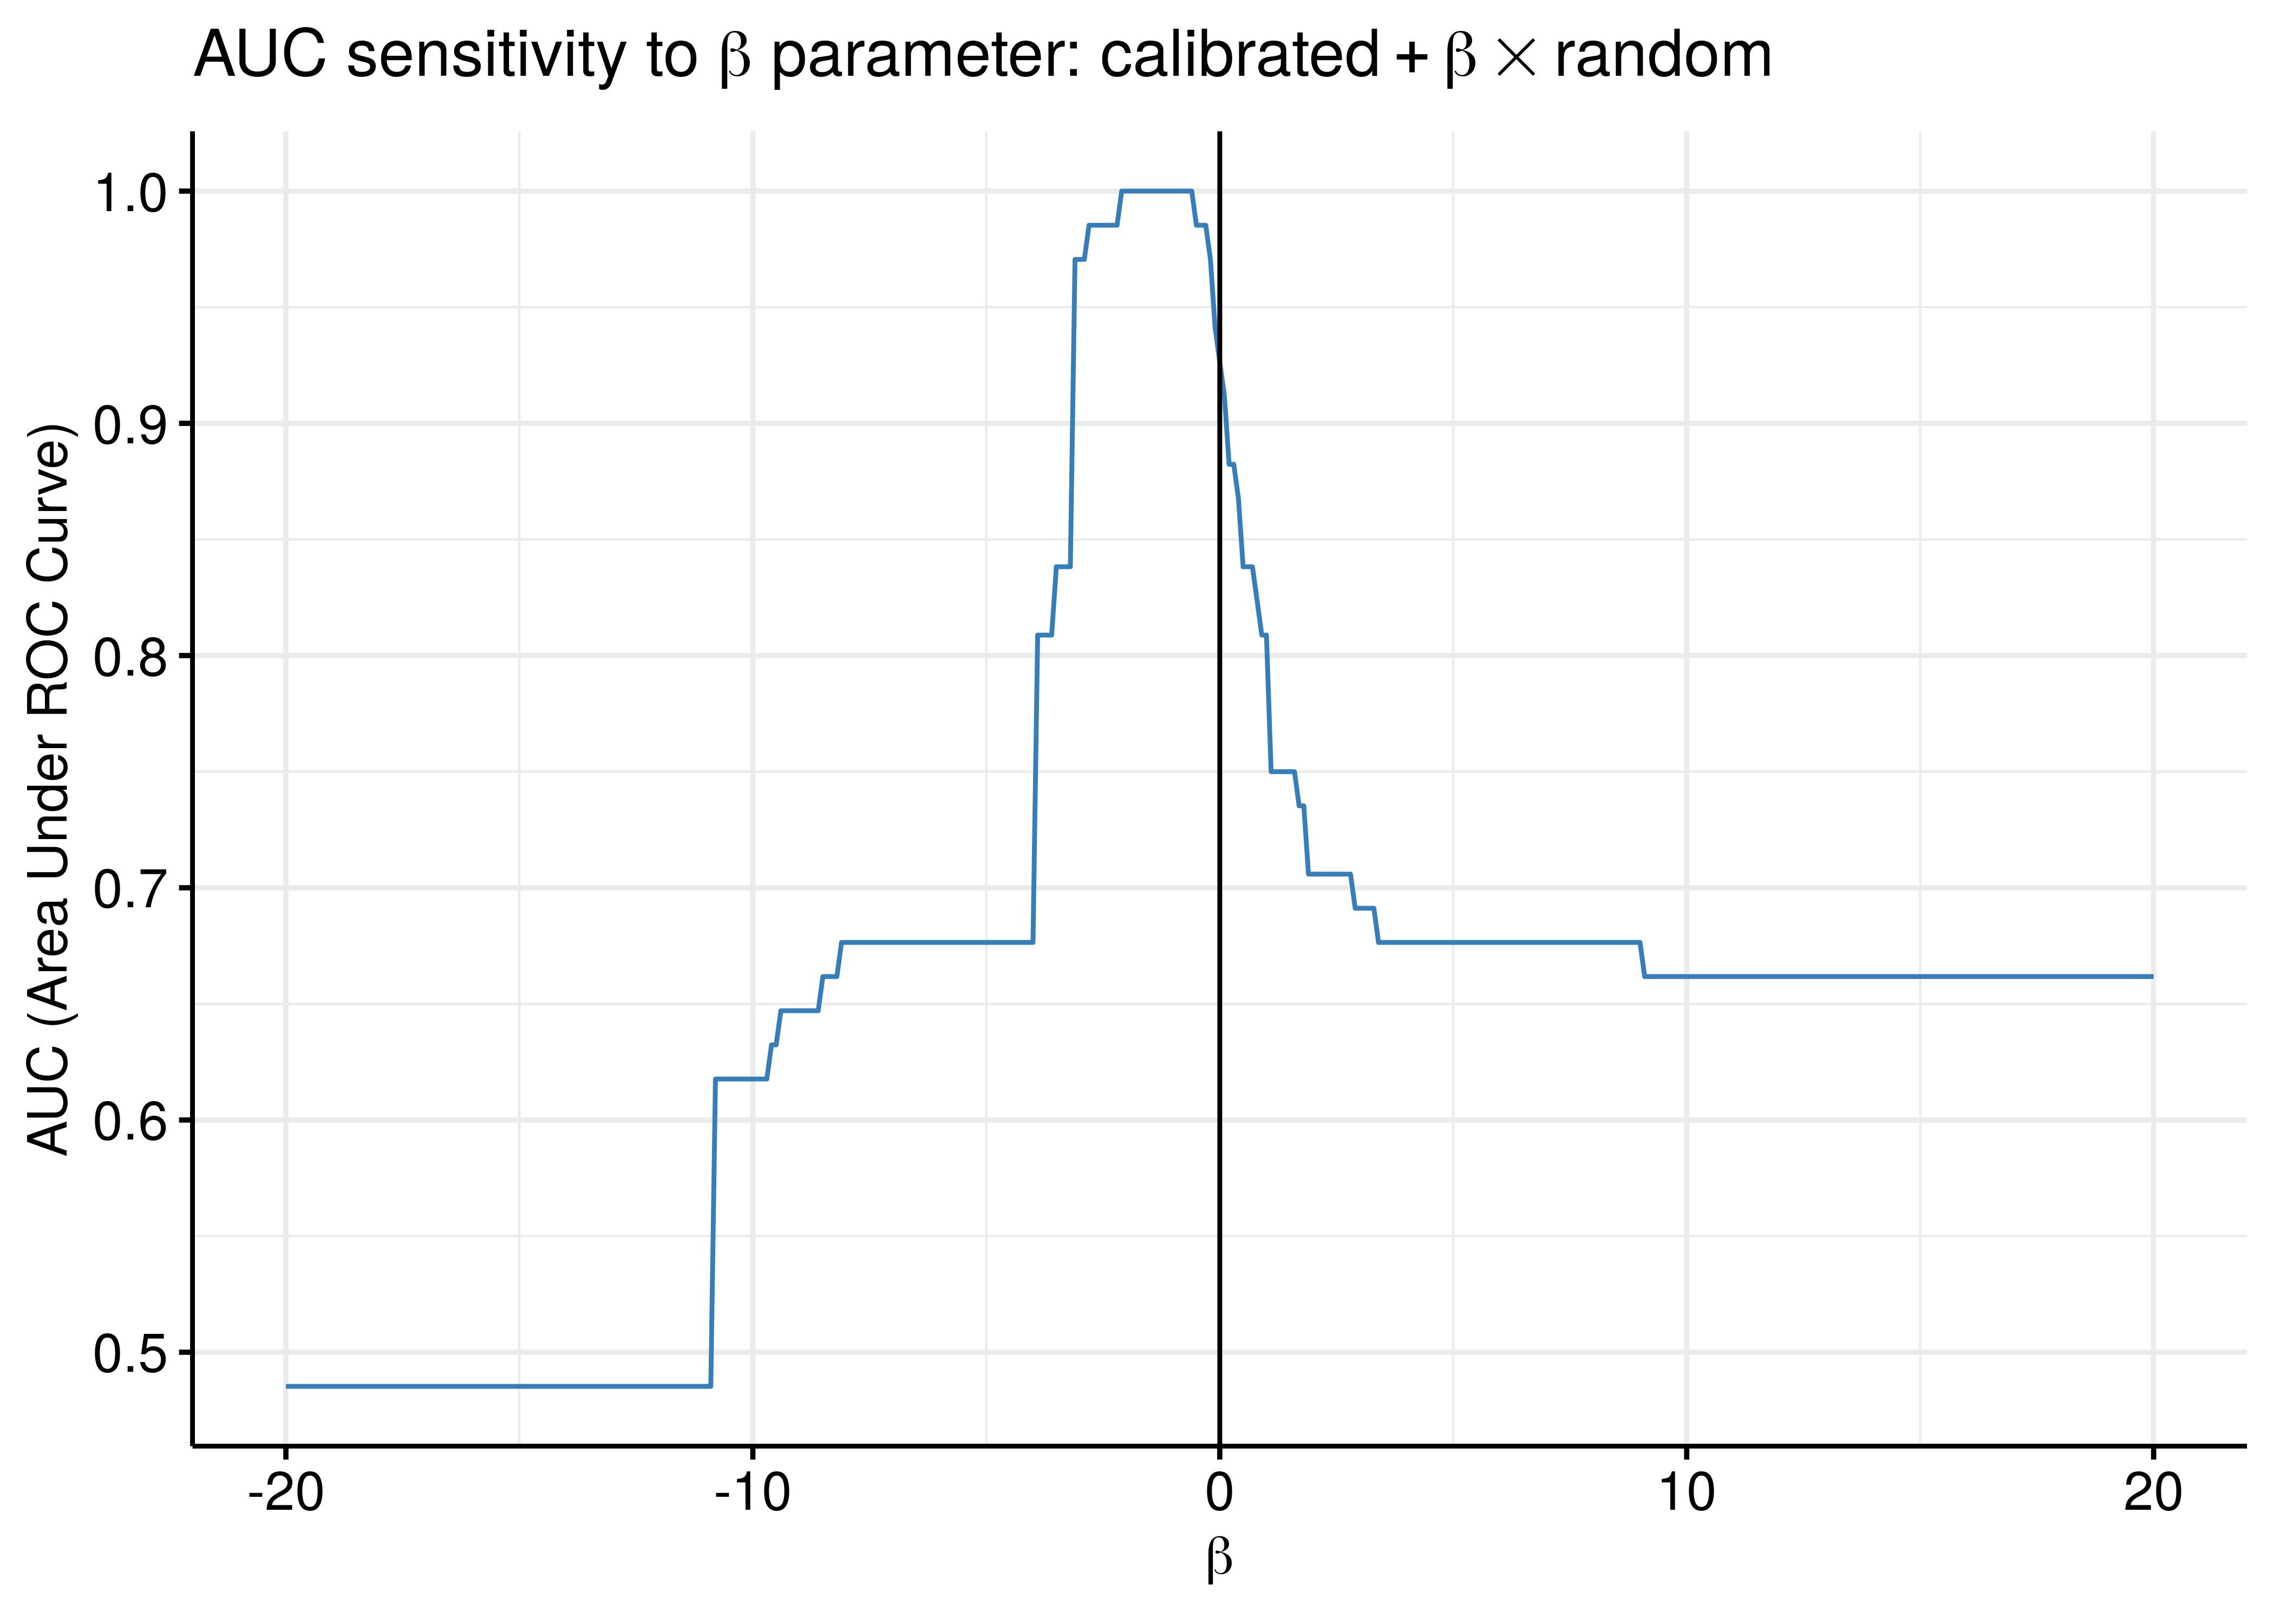 AUC sensitivity to β parameter: calibrated + β × random
AUC (Area Under ROC Curve)
1.0
0.9
0.8
0.7
0.6
0.5
-20 -10 0 10 20
β